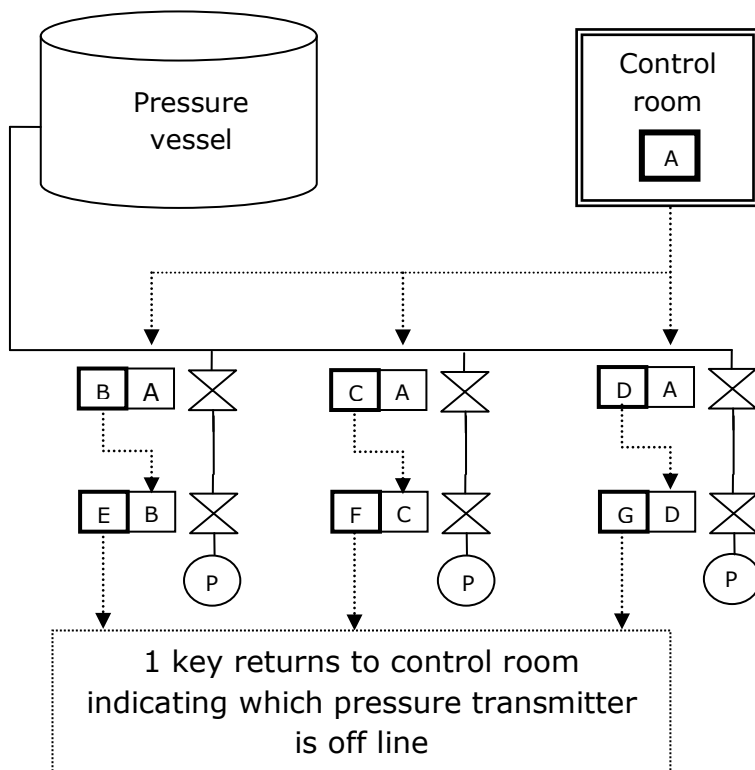 Pressure
vessel
Control
room
A
B A
C A
D A
E B
F C
G D
P
P
P
1 key returns to control room
indicating which pressure transmitter
is off line